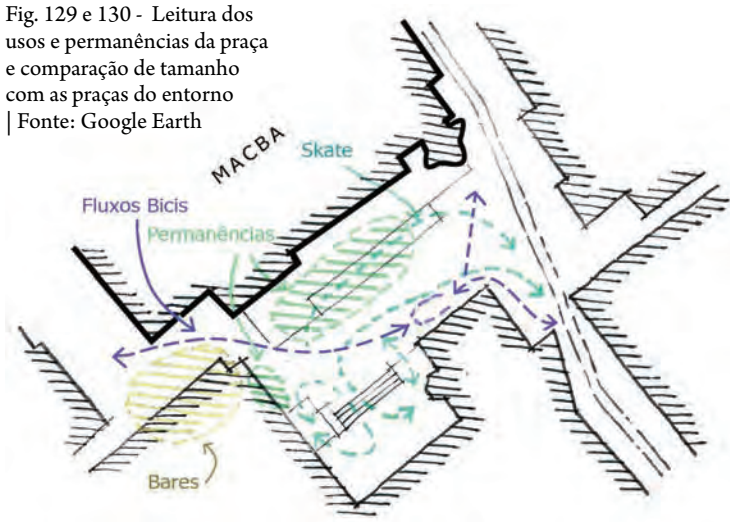 Fig. 129 e 130 - Leitura dos
usos e permanências da praça
e comparação de tamanho
com as praças do entorno
| Fonte: Google Earth
MACBA
Skate
Fluxos Bicis
Permanências
Bares